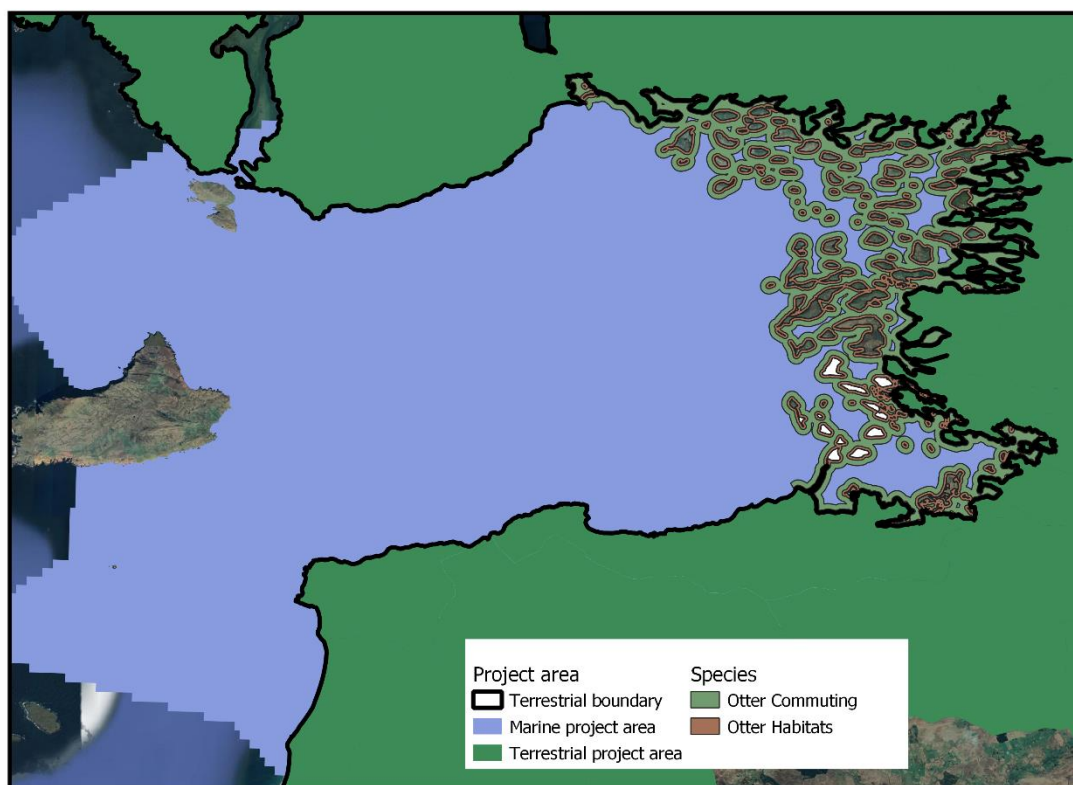 Project area
Terrestrial boundary
Marine project area
Terrestrial project area
Species
Otter Commuting
Otter Habitats